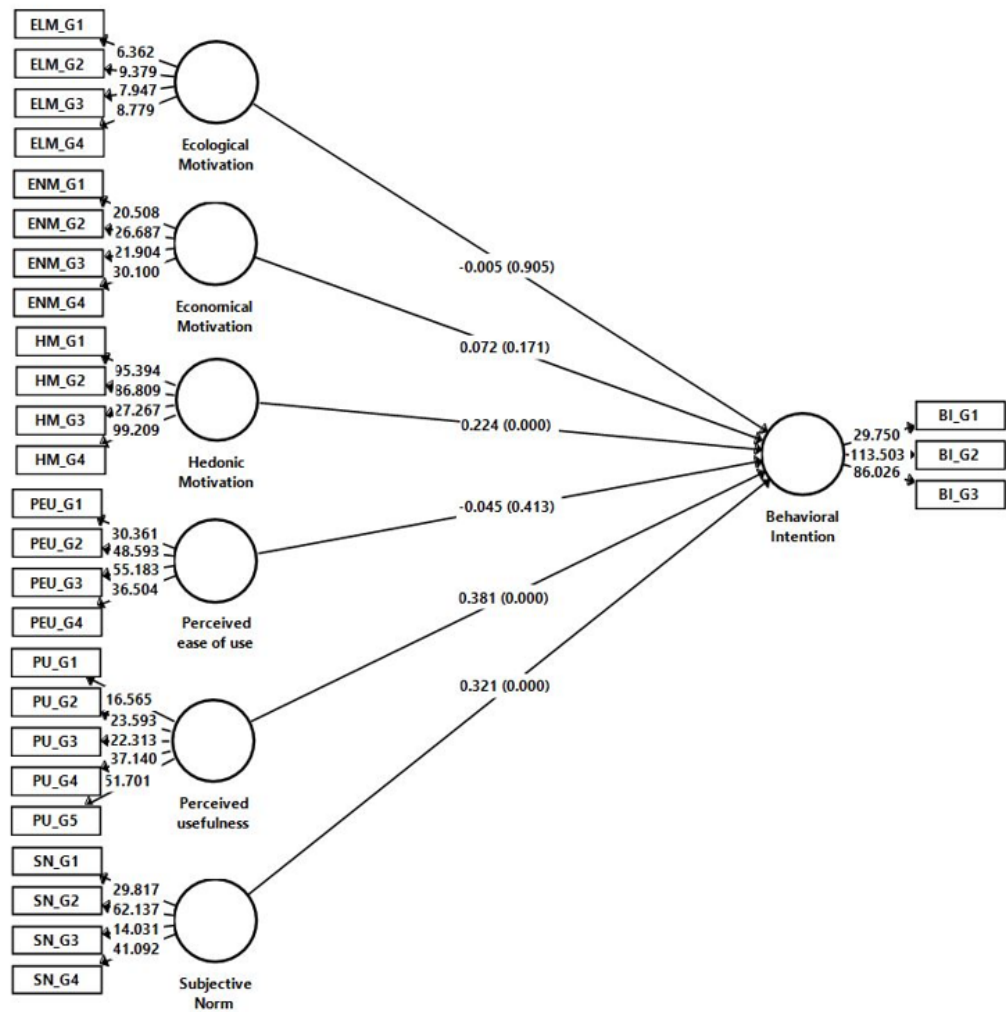 ELM_G1
ELM_G2
ELM_G3
ELM_G4
6.362
9.379
7.947
8.779
Ecological
Motivation
ENM_G1
ENM_G2
ENM_G3
ENM_G4
20.508
26.687
21.904
30.100
Economical
Motivation
HM_G1
HM_G2
HM_G3
HM_G4
95.394
86.809
27.267
99.209
Hedonic
Motivation
PEU_G1
PEU_G2
PEU_G3
PEU_G4
30.361
48.593
55.183
36.504
Perceived
ease of use
PU_G1
PU_G2
PU_G3
PU_G4
PU_G5
16.565
23.593
22.313
37.140
51.701
Perceived
usefulness
SN_G1
SN_G2
SN_G3
SN_G4
29.817
62.137
14.031
41.092
Subjective
Norm
-0.005 (0.905)
0.072 (0.171)
0.224 (0.000)
-0.045 (0.413)
0.381 (0.000)
0.321 (0.000)
Behavioral
Intention
29.750
113.503
86.026
BI_G1
BI_G2
BI_G3